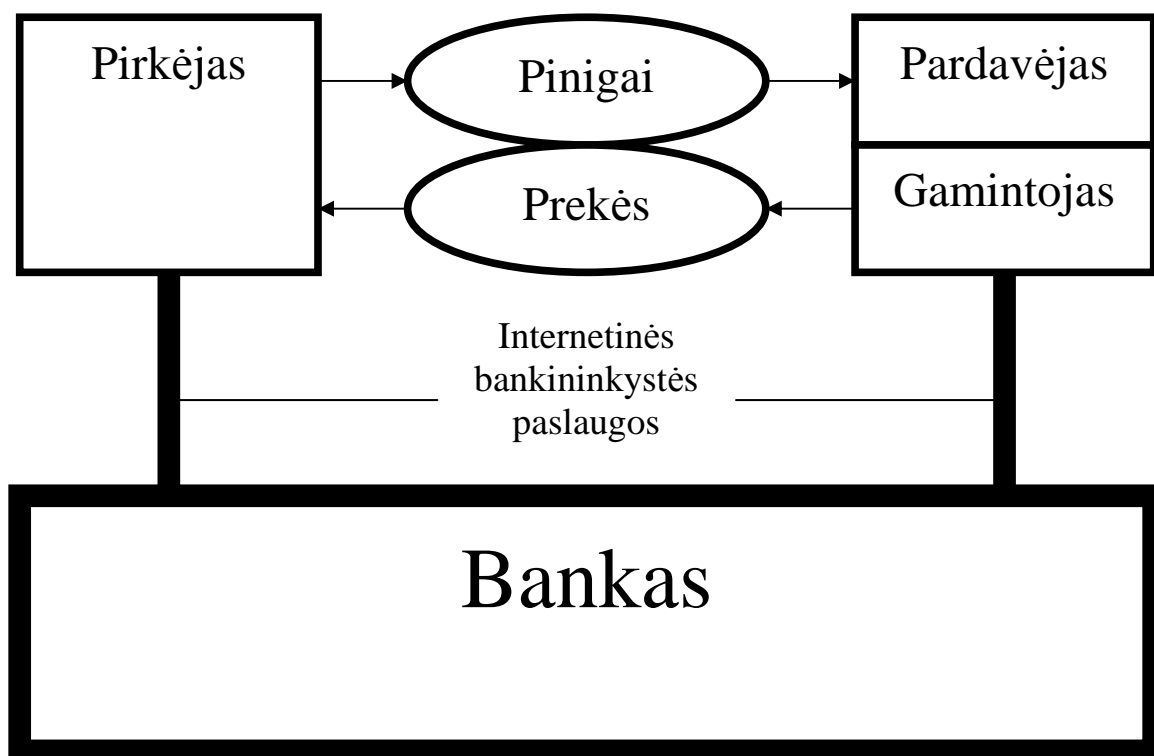 Pirkėjas
Pinigai
Pardavėjas
Prekės
Gamintojas
Internetinės
bankininkystės
paslaugos
Bankas